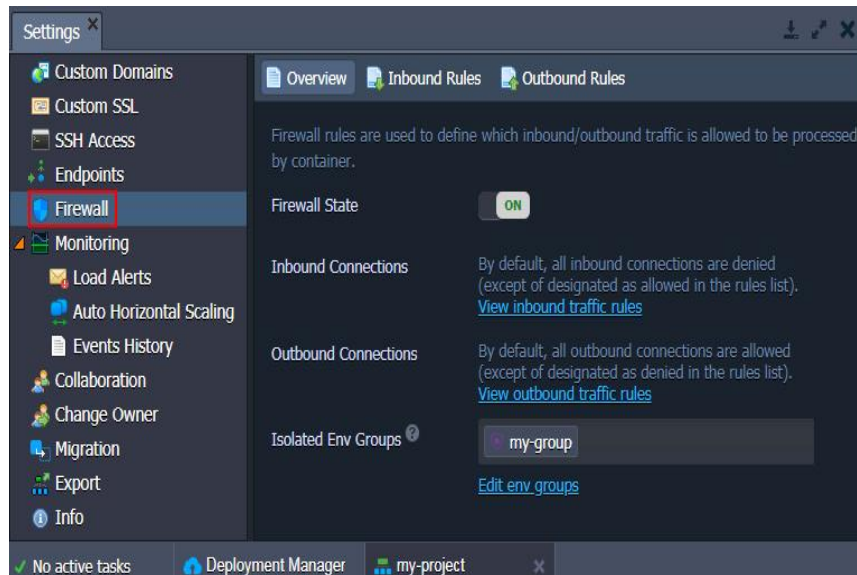 Settings
Custom Domains
Custom SSL
SSH Access
Endpoints
Firewall
Monitoring
Load Alerts
Auto Horizontal Scaling
Events History
Collaboration
Change Owner
Migration
Export
Info
Overview
Inbound Rules
Outbound Rules
Firewall rules are used to define which inbound/outbound traffic is allowed to be processed
by container.
Firewall State
ON
Inbound Connections
By default, all inbound connections are denied
(except of designated as allowed in the rules list).
View inbound traffic rules
Outbound Connections
By default, all outbound connections are allowed
(except of designated as denied in the rules list).
View outbound traffic rules
Isolated Env Groups ?
my-group
Edit env groups
No active tasks
Deployment Manager
my-project